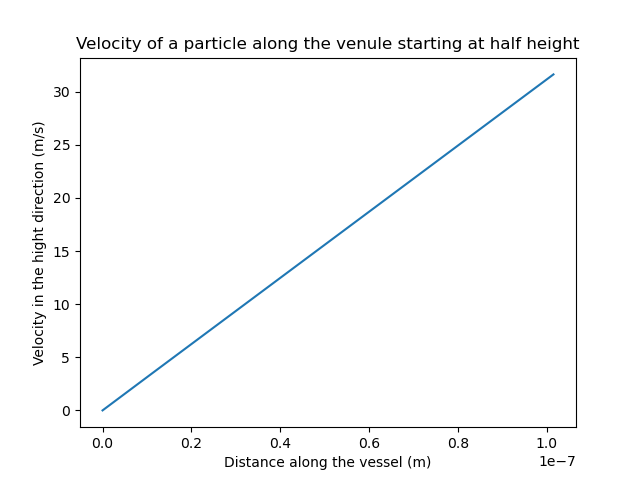 Velocity of a particle along the venule starting at half height
Velocity in the hight direction (m/s)
30
25
20
15
10
5
0
0.0 0.2 0.4 0.6 0.8 1.0
1e−7
Distance along the vessel (m)